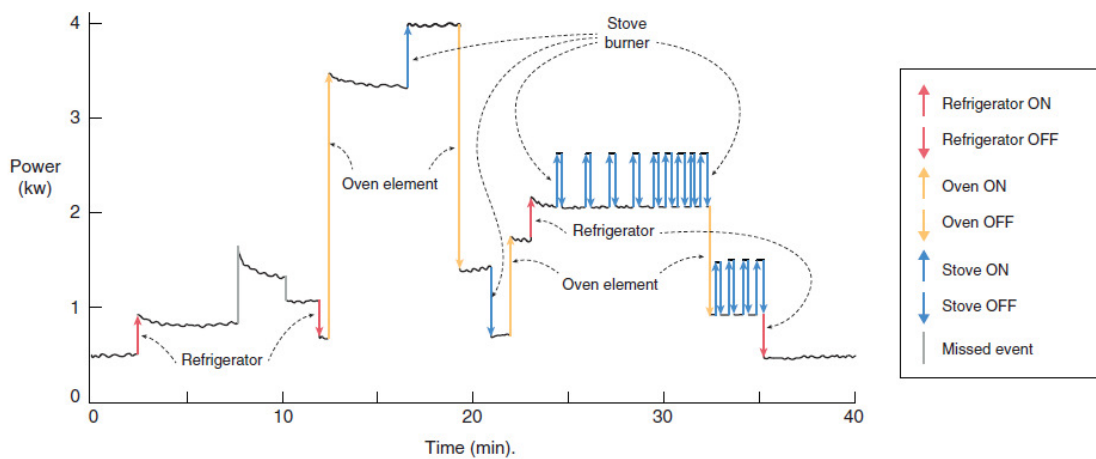 4
3
2
1
0
Power
(kw)
0
10
20
30
40
Time (min).
Stove
burner
Oven element
Refrigerator
Refrigerator
Oven element
Refrigerator ON
Refrigerator OFF
Oven ON
Oven OFF
Stove ON
Stove OFF
Missed event